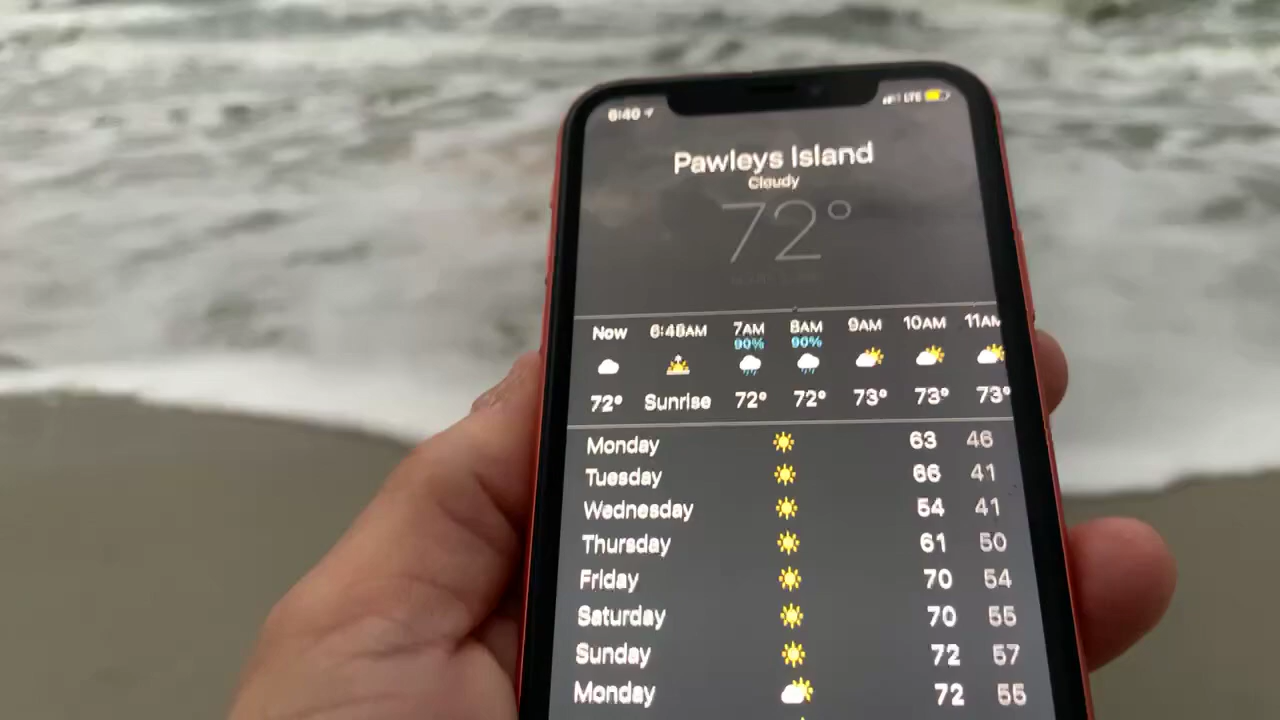 6:40 LTE
Pawleys Island
Cloudy
72°
Now 6:48AM 7AM 8AM 9AM 10AM 11AM
90% 90%
72° Sunrise 72° 72° 73° 73° 73°
Monday 63 46
Tuesday 66 41
Wednesday 54 41
Thursday 61 50
Friday 70 54
Saturday 70 55
Sunday 72 57
Monday 72 55